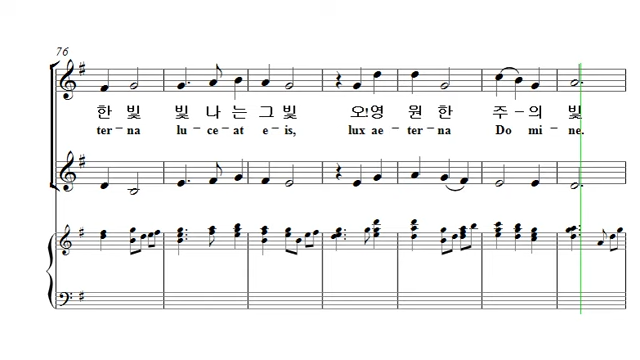 76
한 빛 빛 나 는 그 빛 오! 영 원 한 주 - 의 빛
ter - na lu - ce - at e - is, lux ae - ter - na Do mi - ne.